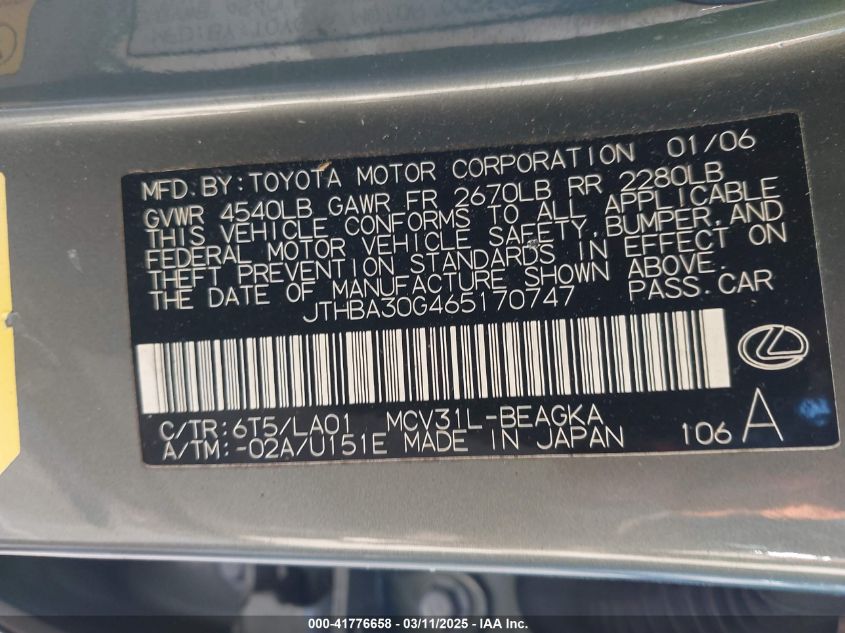 MFD. BY: TOYOTA MOTOR CORPORATION 01/06
GVWR 4540LB GAWR FR 2670LB RR 2280LB
THIS VEHICLE CONFORMS TO ALL APPLICABLE
FEDERAL MOTOR VEHICLE SAFETY, BUMPER, AND
THEFT PREVENTION STANDARDS IN EFFECT ON
THE DATE OF MANUFACTURE SHOWN ABOVE.
JTHBA30G465170747 PASS. CAR
C/TR: 6T5/LA01 MCV31L-BEAGKA
A/TM: -02A/U151E MADE IN JAPAN 106 A
000-41776658 - 03/11/2025 - IAA Inc.